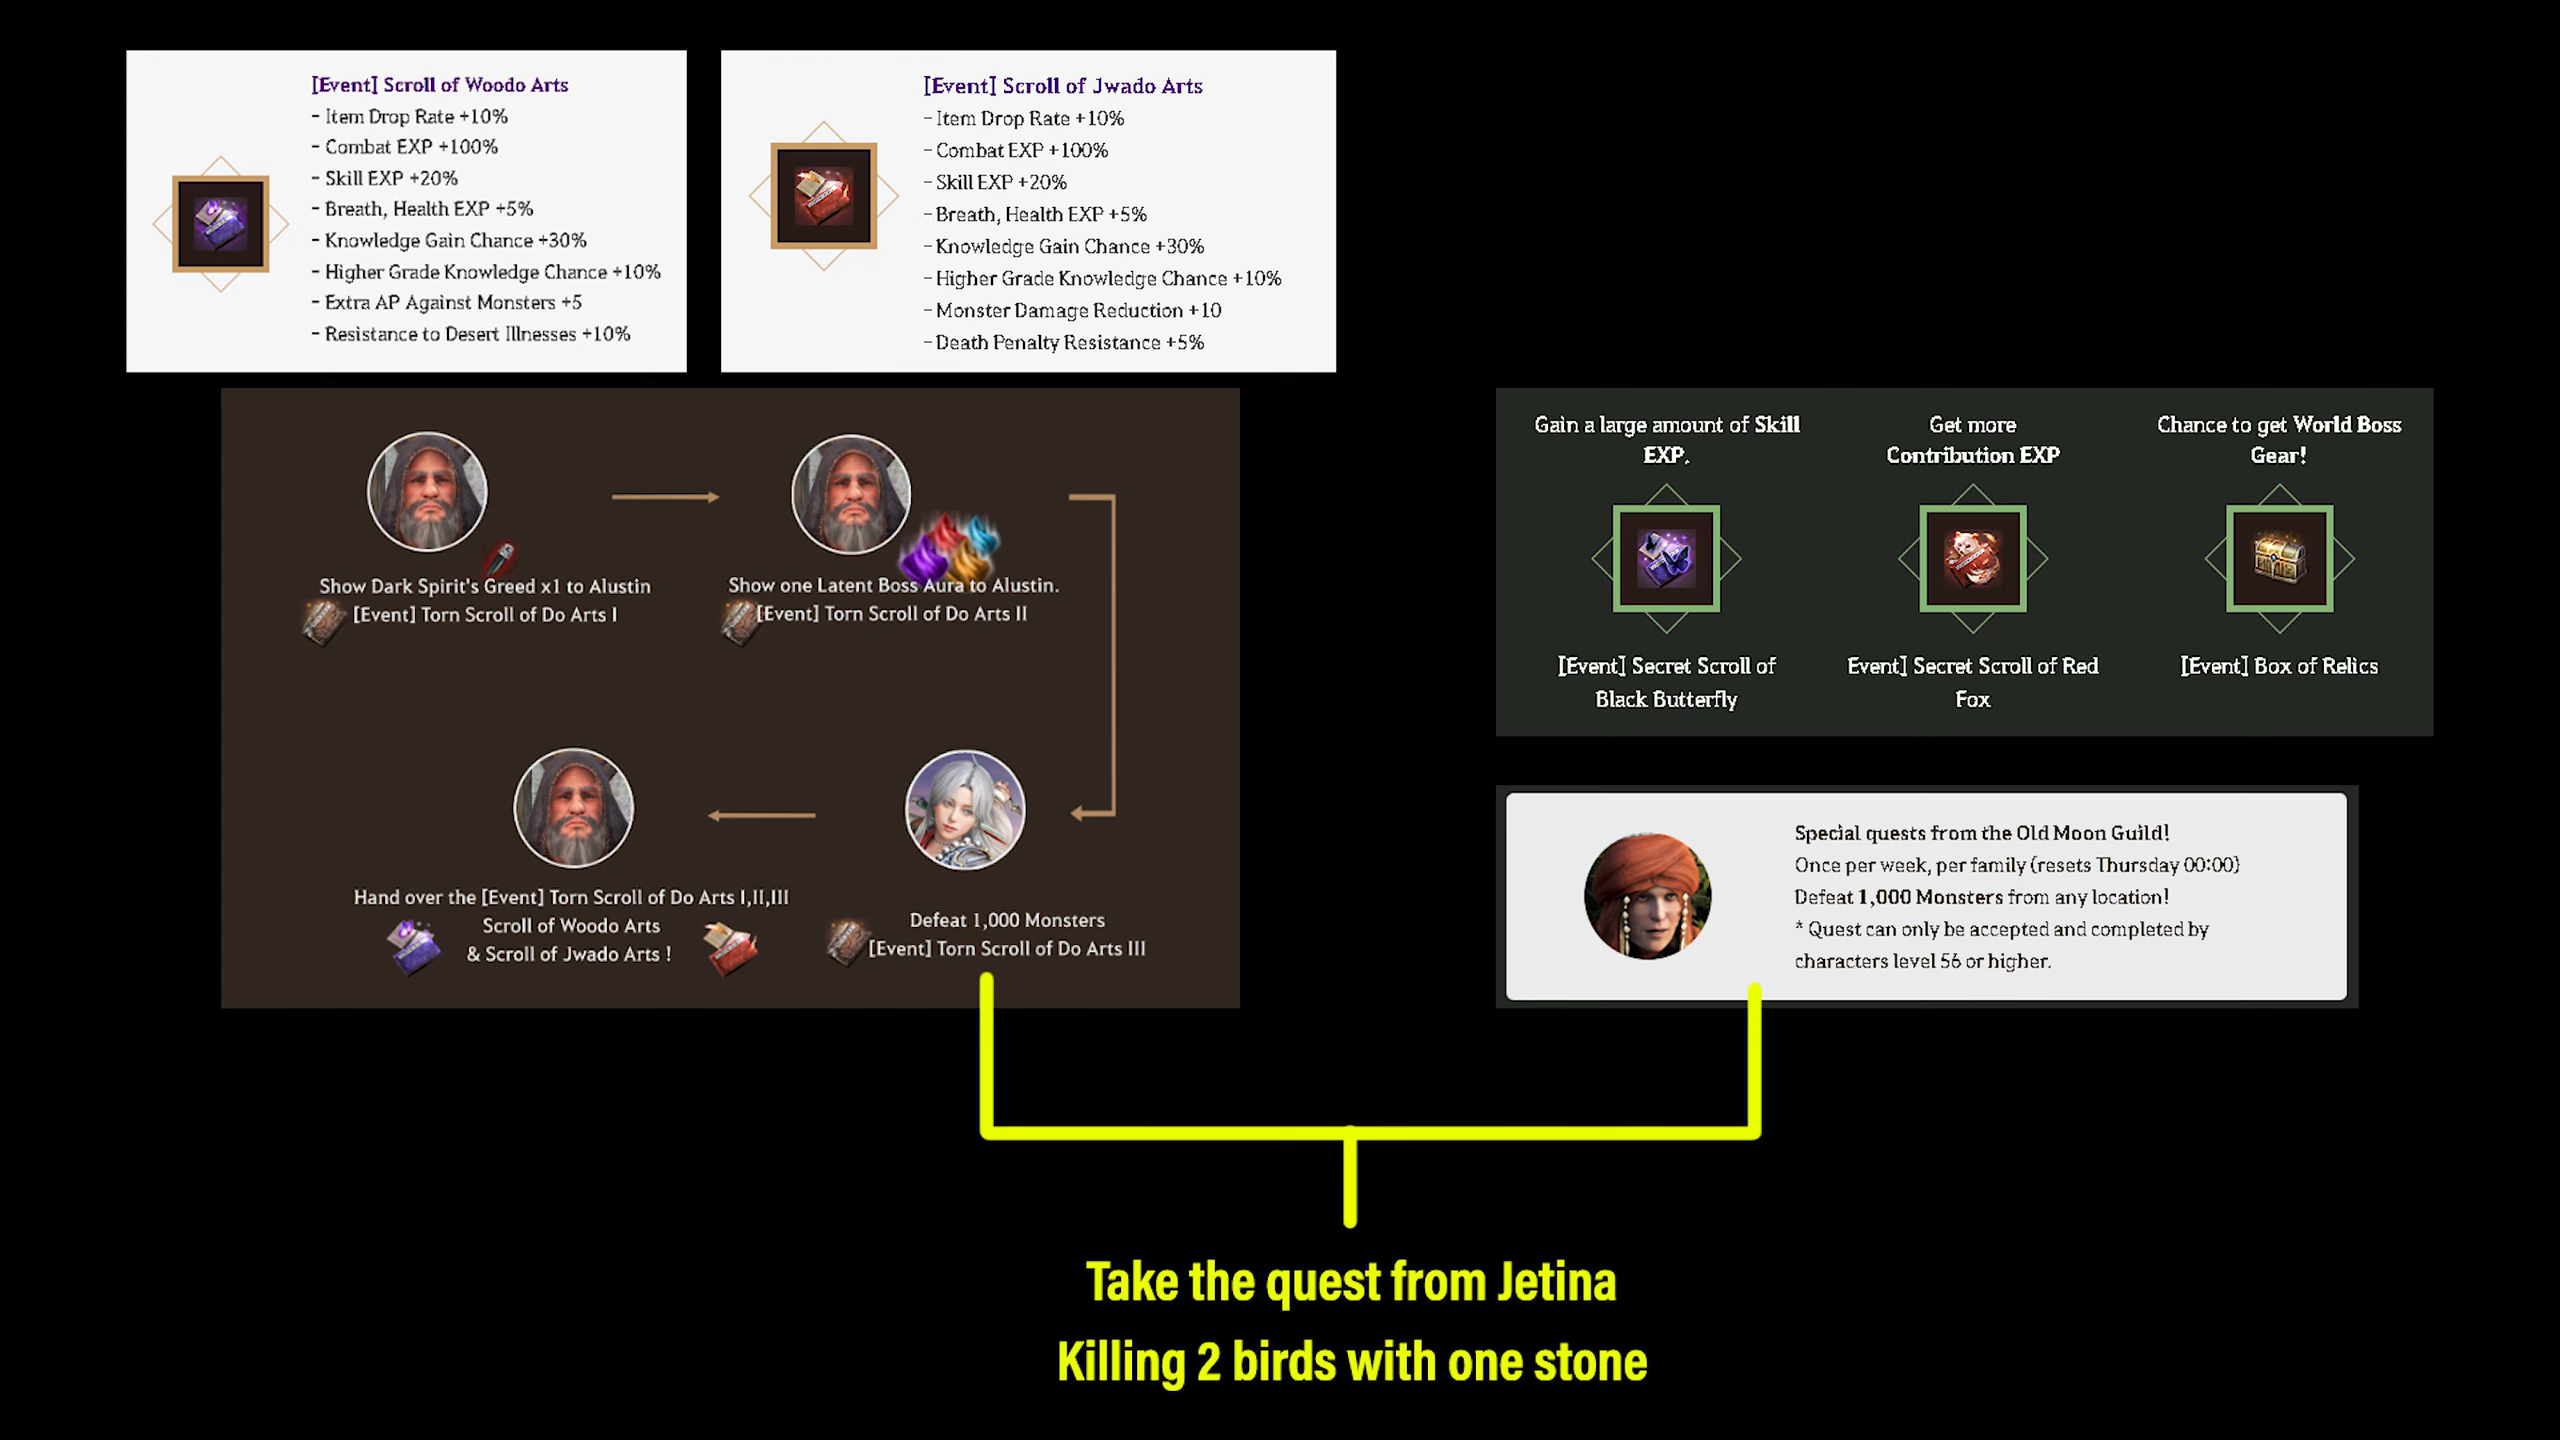 [Event] Scroll of Woodo Arts
- Item Drop Rate +10%
- Combat EXP +100%
- Skill EXP +20%
- Breath, Health EXP +5%
- Knowledge Gain Chance +30%
- Higher Grade Knowledge Chance +10%
- Extra AP Against Monsters +5
- Resistance to Desert Illnesses +10%
[Event] Scroll of Jwado Arts
- Item Drop Rate +10%
- Combat EXP +100%
- Skill EXP +20%
- Breath, Health EXP +5%
- Knowledge Gain Chance +30%
- Higher Grade Knowledge Chance +10%
- Monster Damage Reduction +10
- Death Penalty Resistance +5%
Show Dark Spirit's Greed x1 to Alustin
[Event] Torn Scroll of Do Arts I
Show one Latent Boss Aura to Alustin.
[Event] Torn Scroll of Do Arts II
Hand over the [Event] Torn Scroll of Do Arts I,II,III
Scroll of Woodo Arts
& Scroll of Jwado Arts !
Defeat 1,000 Monsters
[Event] Torn Scroll of Do Arts III
Gain a large amount of Skill
EXP.
[Event] Secret Scroll of
Black Butterfly
Get more
Contribution EXP
Event] Secret Scroll of Red
Fox
Chance to get World Boss
Gear!
[Event] Box of Relics
Special quests from the Old Moon Guild!
Once per week, per family (resets Thursday 00:00)
Defeat 1,000 Monsters from any location!
* Quest can only be accepted and completed by
characters level 56 or higher.
Take the quest from Jetina
Killing 2 birds with one stone